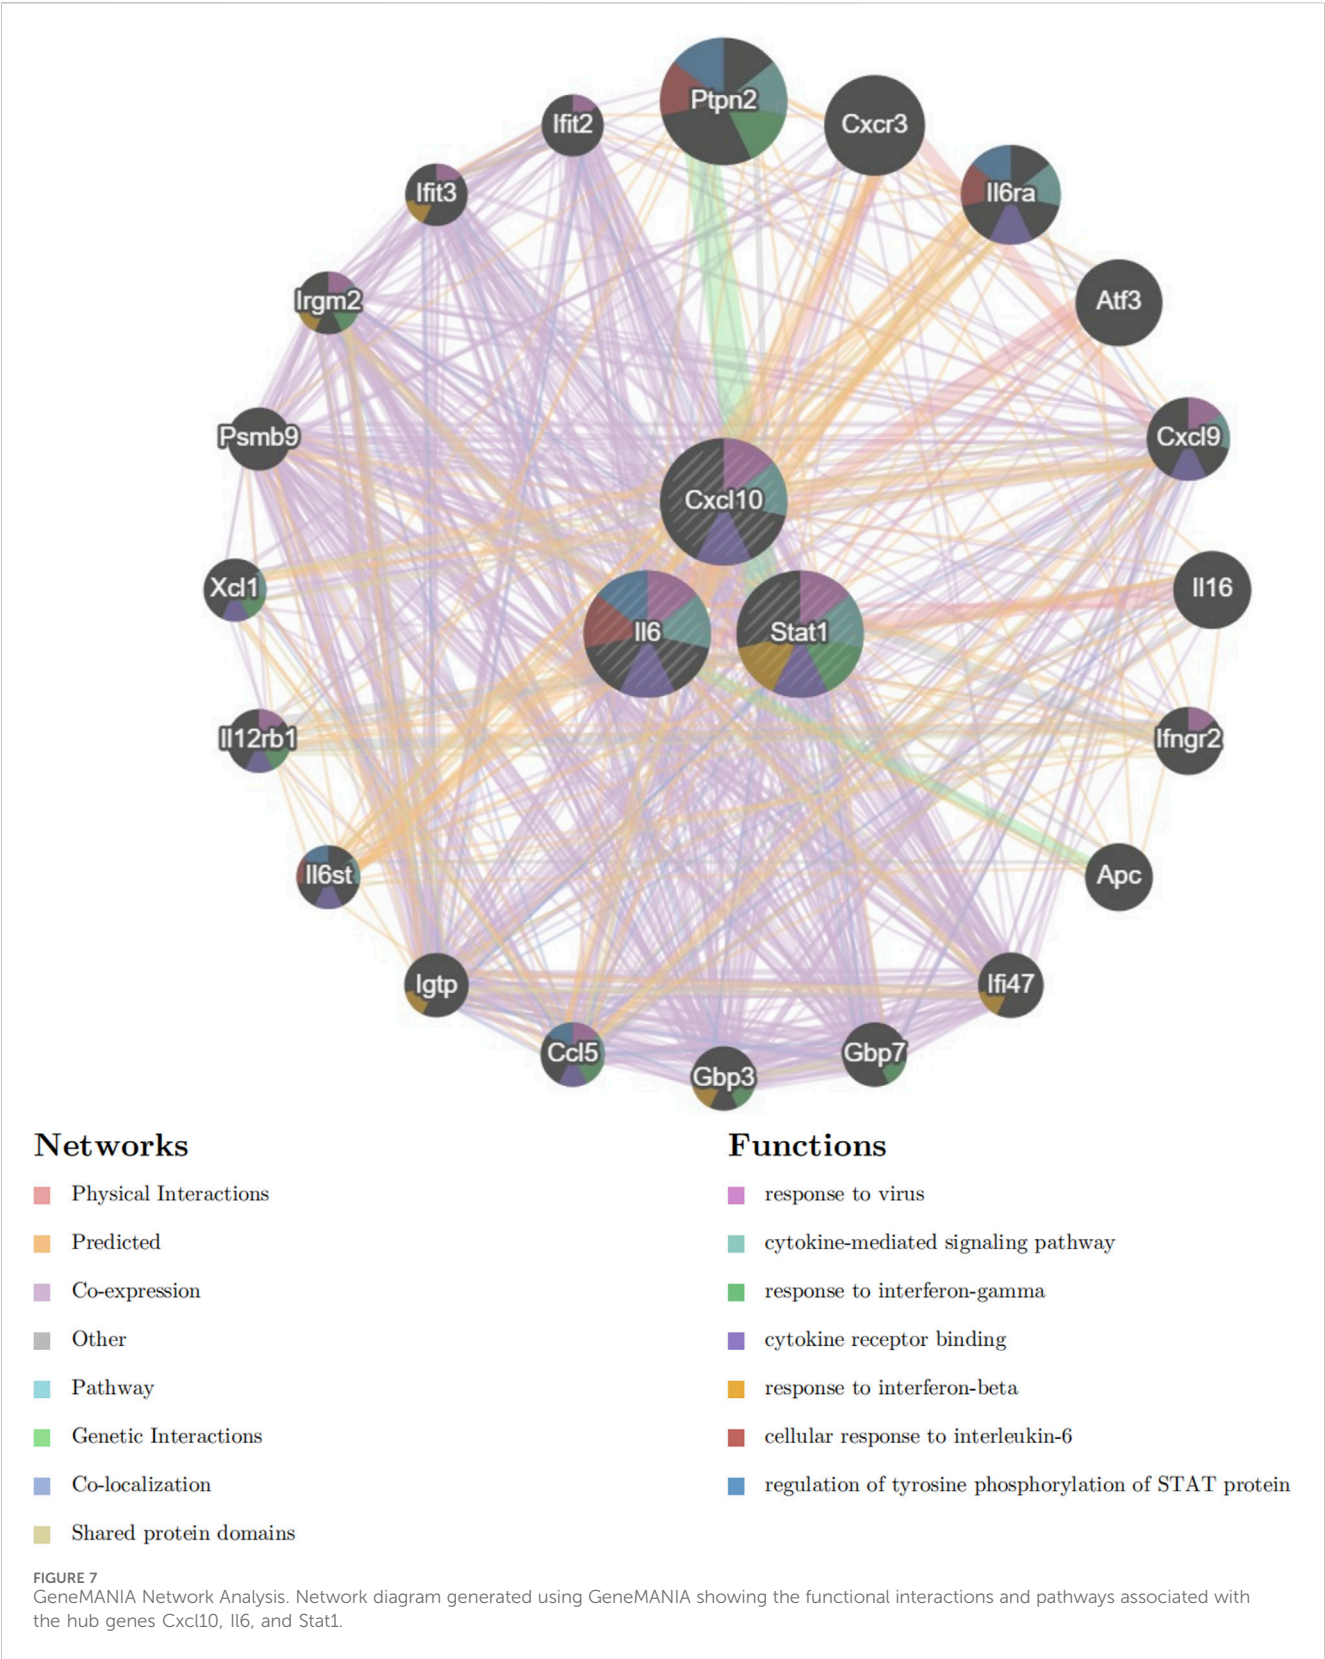 Ptpn2
Ifit2
Cxcr3
Ifit3
Il6ra
Irgm2
Atf3
Psmb9
Cxcl9
Cxcl10
Xcl1
Il16
Il6
Stat1
Il12rb1
Ifngr2
Il6st
Apc
Igtp
Ifi47
Ccl5
Gbp7
Gbp3
Networks
Physical Interactions
Predicted
Co-expression
Other
Pathway
Genetic Interactions
Co-localization
Shared protein domains
Functions
response to virus
cytokine-mediated signaling pathway
response to interferon-gamma
cytokine receptor binding
response to interferon-beta
cellular response to interleukin-6
regulation of tyrosine phosphorylation of STAT protein
FIGURE 7
GeneMANIA Network Analysis. Network diagram generated using GeneMANIA showing the functional interactions and pathways associated with
the hub genes Cxcl10, Il6, and Stat1.